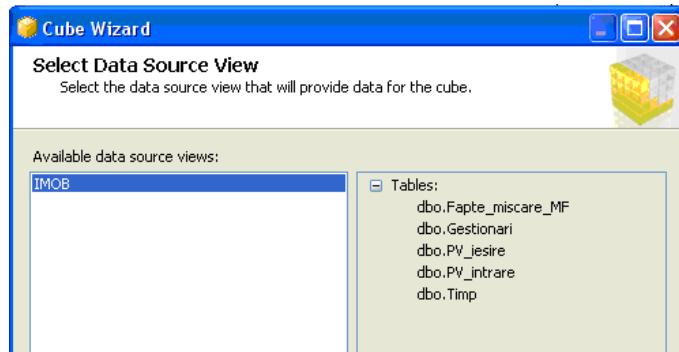 Cube Wizard
Select Data Source View
Select the data source view that will provide data for the cube.
Available data source views:
IMOB
Tables:
dbo.Fapte_miscare_MF
dbo.Gestionari
dbo.PV_iesire
dbo.PV_intrare
dbo.Timp